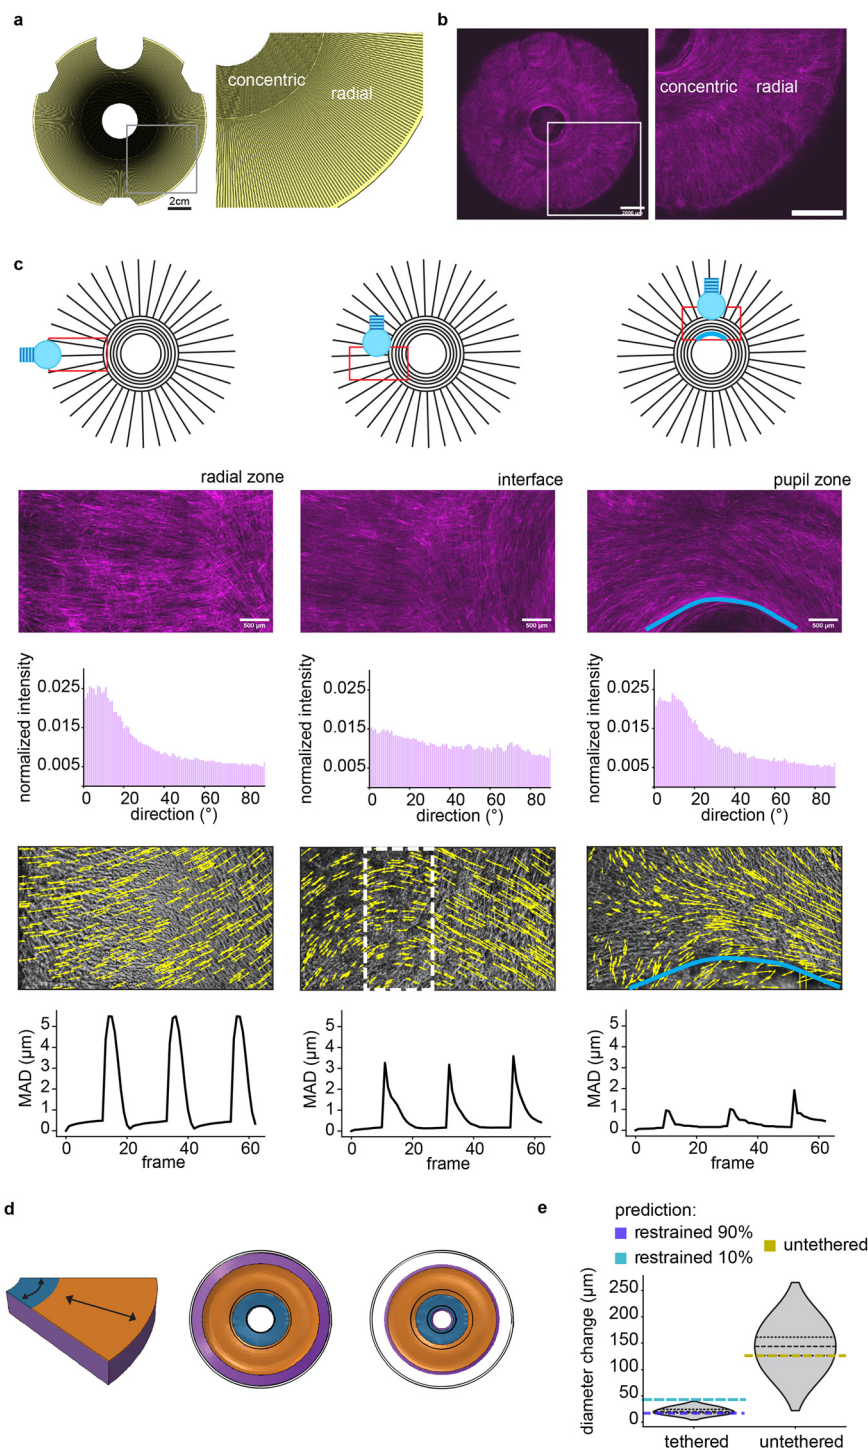 a
concentric
radial
2cm
b
concentric radial
2000 µm
c
radial zone
interface
pupil zone
500 µm
500 µm
500 µm
normalized intensity
0.025
0.015
0.005
0 20 40 60 80
direction (°)
normalized intensity
0.025
0.015
0.005
0 20 40 60 80
direction (°)
normalized intensity
0.025
0.015
0.005
0 20 40 60 80
direction (°)
MAD (µm)
5
4
3
2
1
0
0 20 40 60
frame
MAD (µm)
5
4
3
2
1
0
0 20 40 60
frame
MAD (µm)
5
4
3
2
1
0
0 20 40 60
frame
d
e
prediction:
restrained 90%
restrained 10%
untethered
diameter change (µm)
250
200
150
100
50
0
tethered
untethered